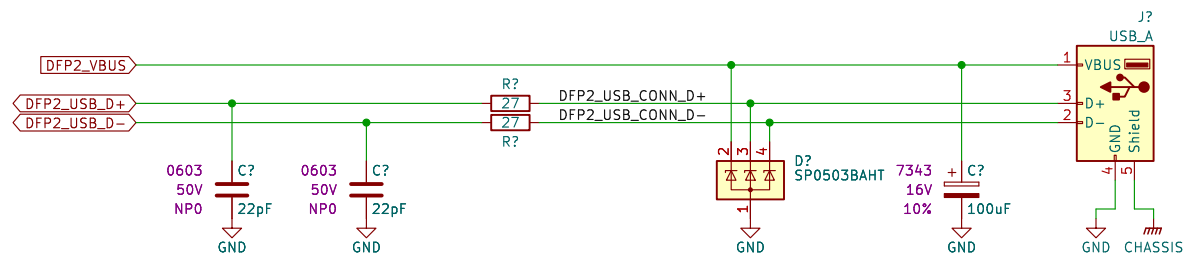 J?
USB_A
DFP2_VBUS
1
VBUS
R?
DFP2_USB_D+
27
DFP2_USB_CONN_D+
3
D+
DFP2_USB_D-
27
DFP2_USB_CONN_D-
2
D-
R?
GND
Shield
2
3
4
D?
SP0503BAHT
1
0603
50V
NP0
C?
22pF
0603
50V
NP0
C?
22pF
7343
16V
10%
+
C?
100uF
4
5
GND
GND
GND
GND
GND
CHASSIS